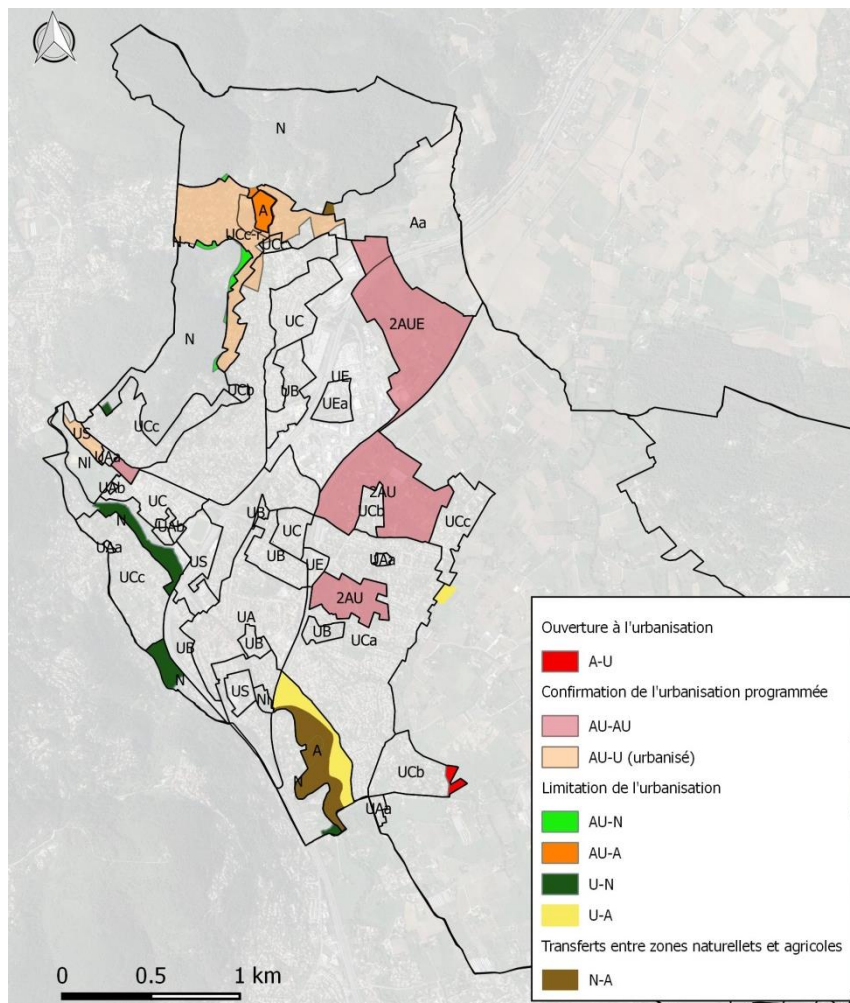 N
Aa
A
UCc-r
UCc
N
N
UC
2AUE
UE
UB
UEa
UCb
UCc
US
UAa
NI
UAb
UC
UAb
N
UAa
UCc
US
UB
UC
UB
UE
2AU
UCb
UCc
UAa
2AU
UB
UCa
UA
UB
UB
N
US
NI
A
N
UCb
UAa
Ouverture à l'urbanisation
A-U
Confirmation de l'urbanisation programmée
AU-AU
AU-U (urbanisé)
Limitation de l'urbanisation
AU-N
AU-A
U-N
U-A
Transferts entre zones naturellets et agricoles
N-A
0 0.5 1 km